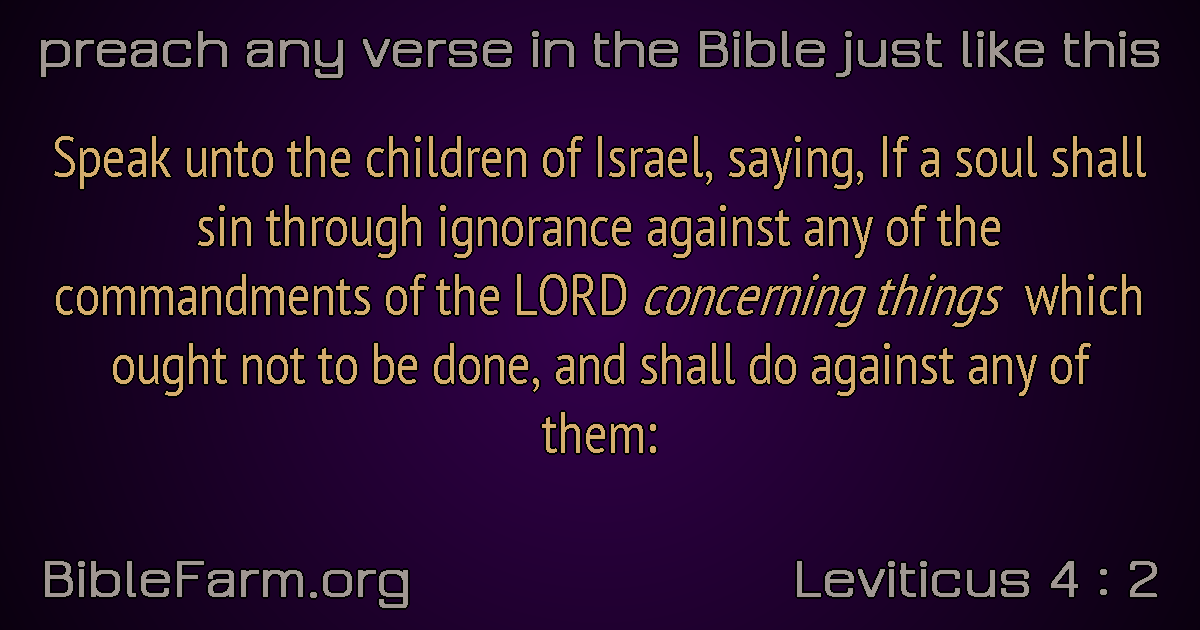 preach any verse in the Bible just like this
Speak unto the children of Israel, saying, If a soul shall
sin through ignorance against any of the
commandments of the LORD concerning things which
ought not to be done, and shall do against any of
them:
BibleFarm.org
Leviticus 4 : 2